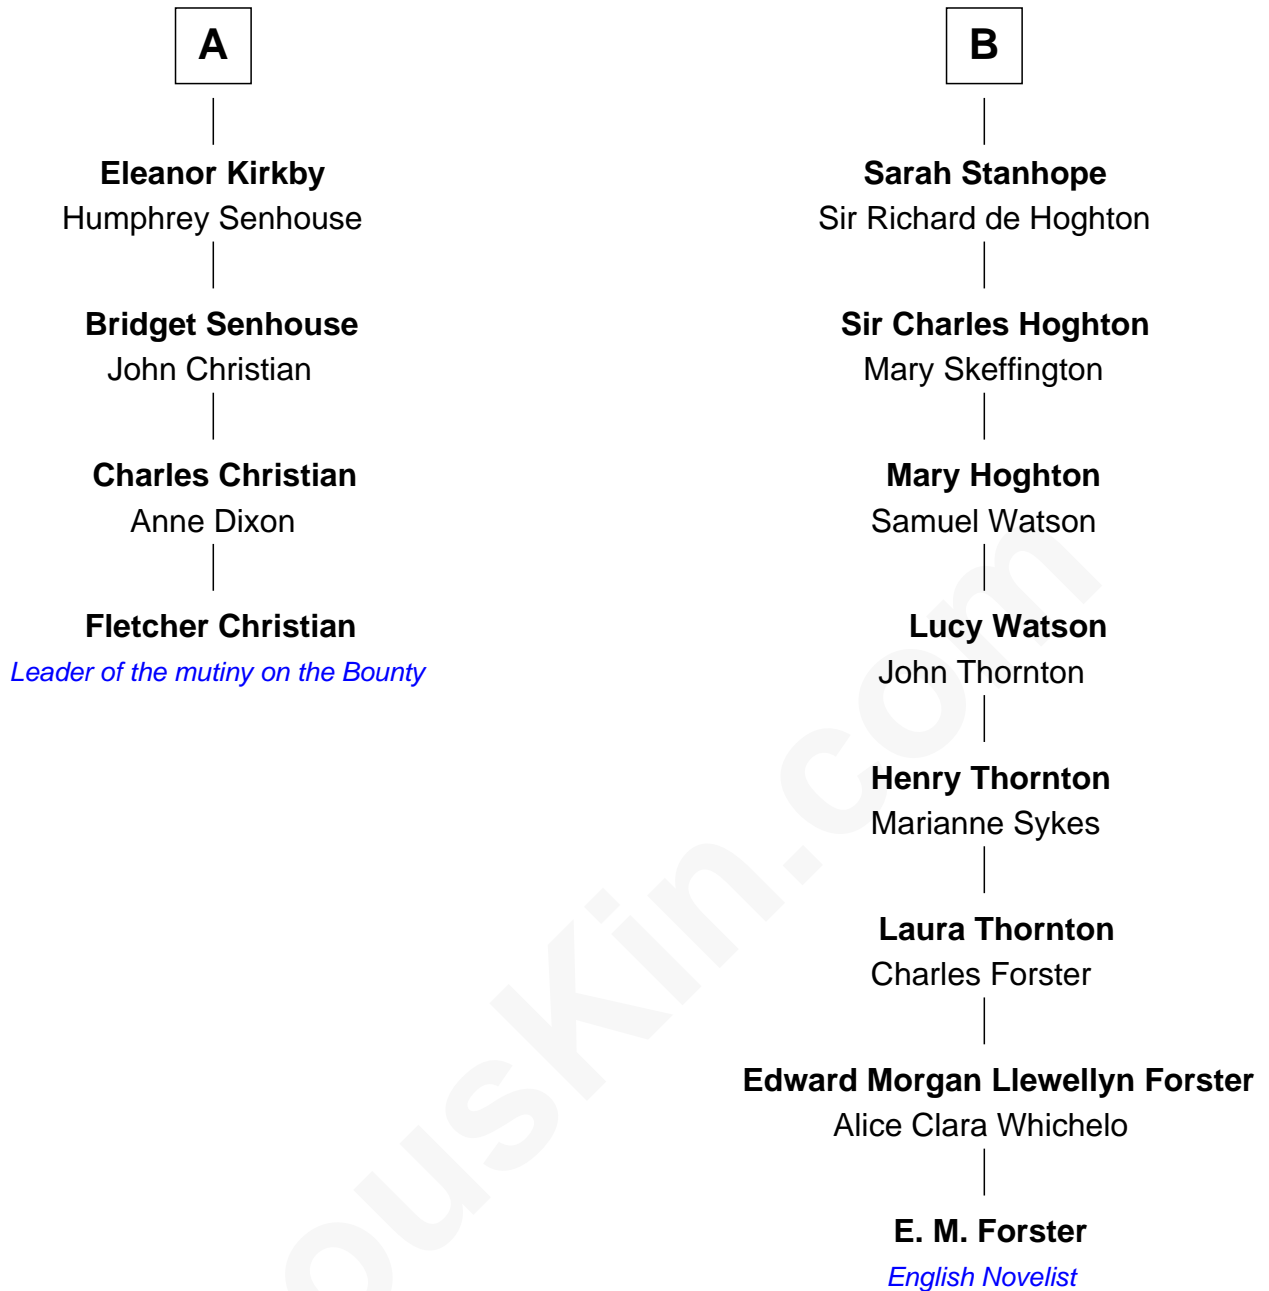 A
Eleanor Kirkby
Humphrey Senhouse
Bridget Senhouse
John Christian
Charles Christian
Anne Dixon
Fletcher Christian
Leader of the mutiny on the Bounty
B
Sarah Stanhope
Sir Richard de Hoghton
Sir Charles Hoghton
Mary Skeffington
Mary Hoghton
Samuel Watson
Lucy Watson
John Thornton
Henry Thornton
Marianne Sykes
Laura Thornton
Charles Forster
Edward Morgan Llewellyn Forster
Alice Clara Whichelo
E. M. Forster
English Novelist
ousKin.com